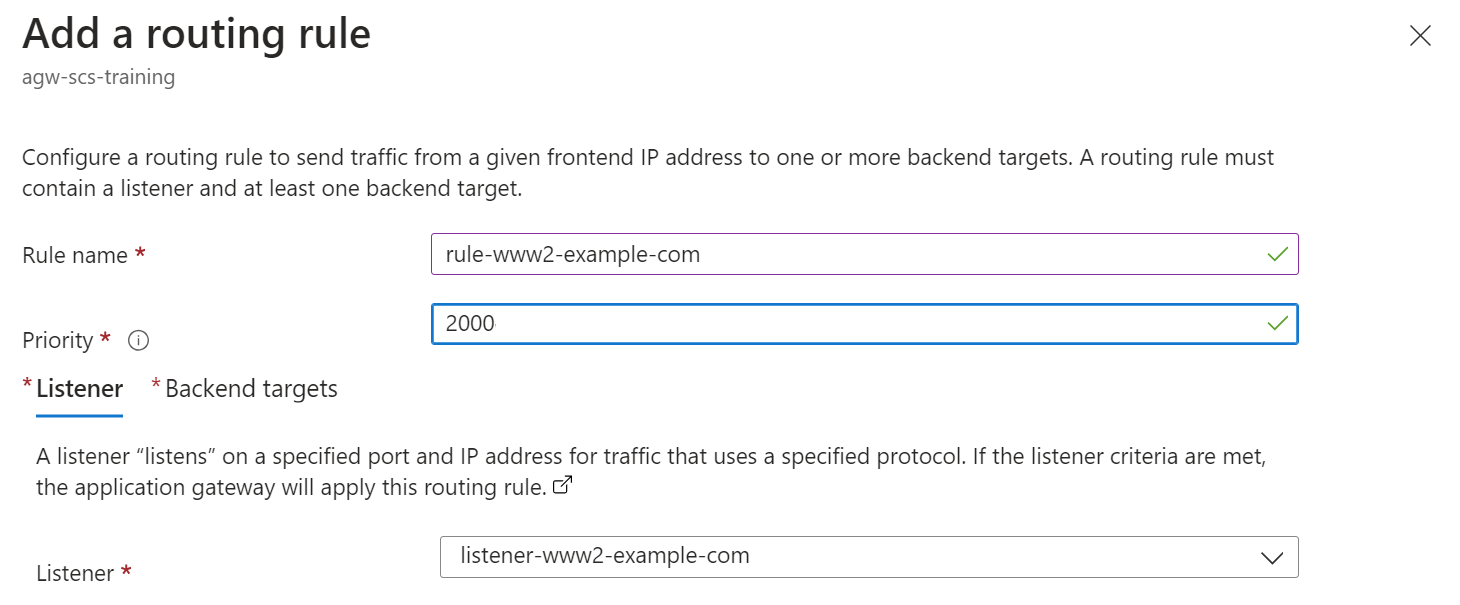 Add a routing rule
agw-scs-training
Configure a routing rule to send traffic from a given frontend IP address to one or more backend targets. A routing rule must
contain a listener and at least one backend target.
Rule name *
rule-www2-example-com
Priority *
2000
* Listener * Backend targets
A listener “listens” on a specified port and IP address for traffic that uses a specified protocol. If the listener criteria are met,
the application gateway will apply this routing rule.
Listener *
listener-www2-example-com